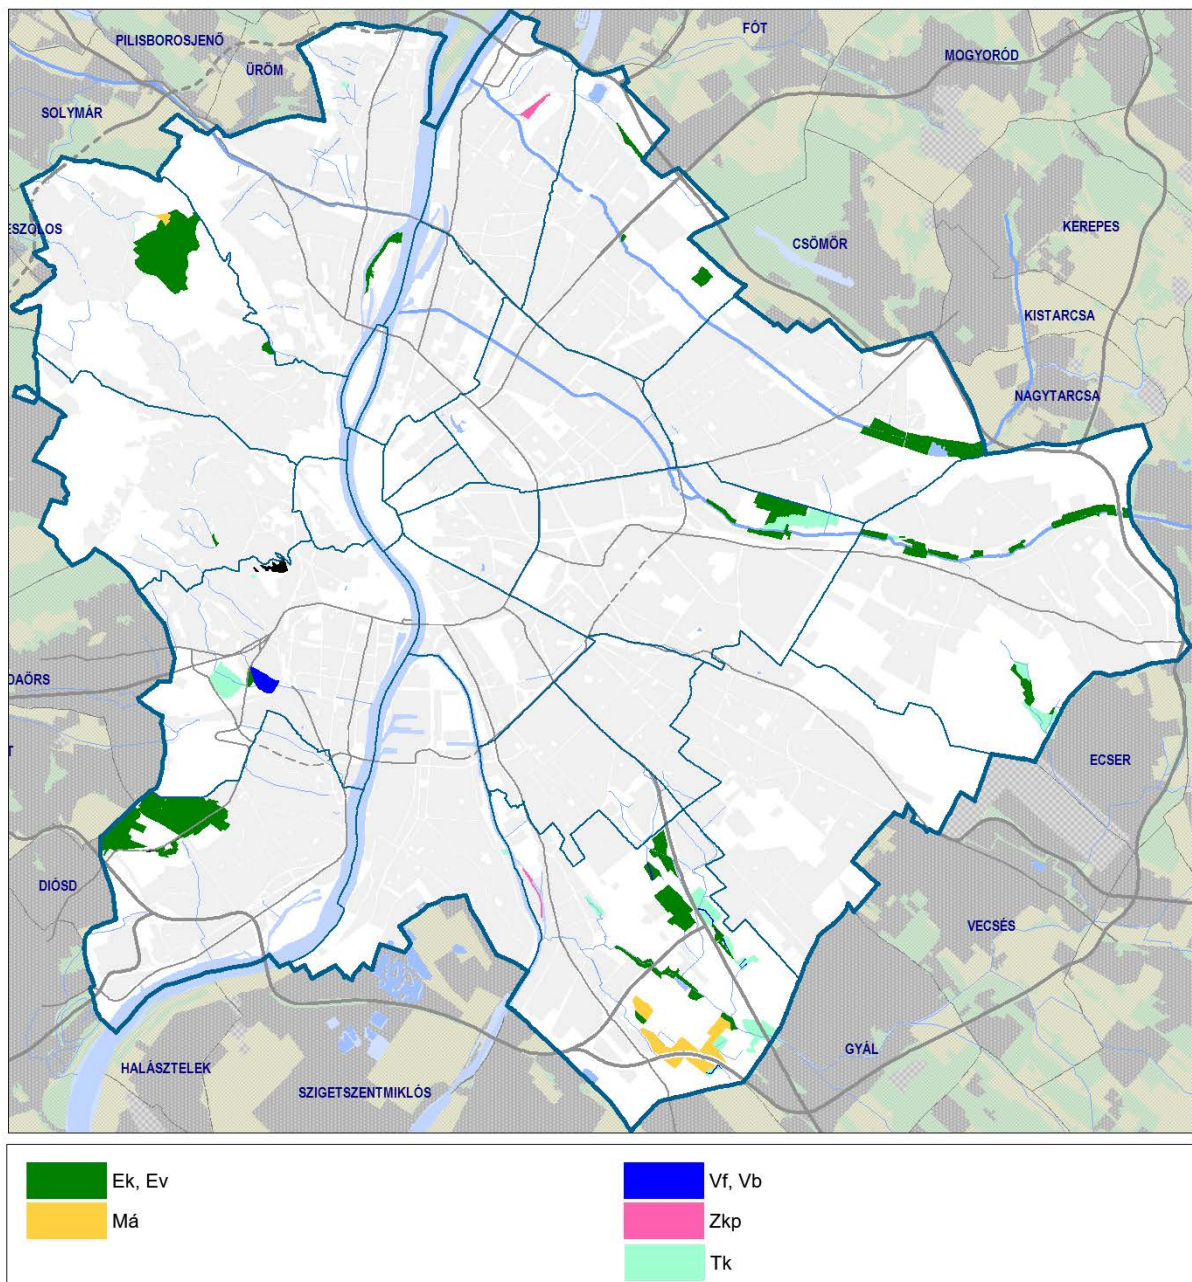 PILISBOROSJENŐ
FÓT
ÜRÖM
MOGYORÓD
SOLYMÁR
ESZOLOS
CSÖMÖR
KEREPES
KISTARCSA
NAGYTARCSA
DAÖRS
T
ECSER
DIÓSD
VECSÉS
GYÁL
HALÁSZTELEK
SZIGETSZENTMIKLÓS
Ek, Ev
Vf, Vb
Má
Zkp
Tk